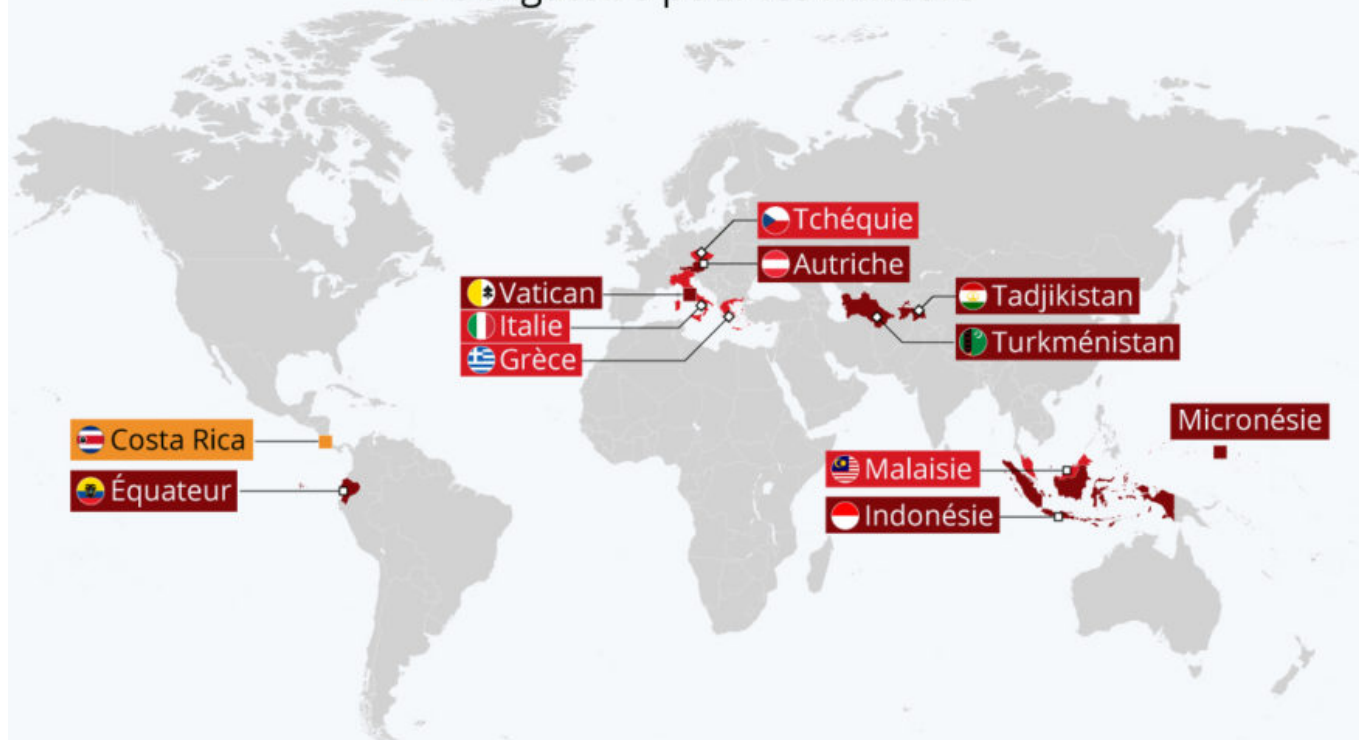 Tchéquie
Autriche
Vatican
Italie
Grèce
Tadjikistan
Turkménistan
Costa Rica
Équateur
Micronésie
Malaisie
Indonésie